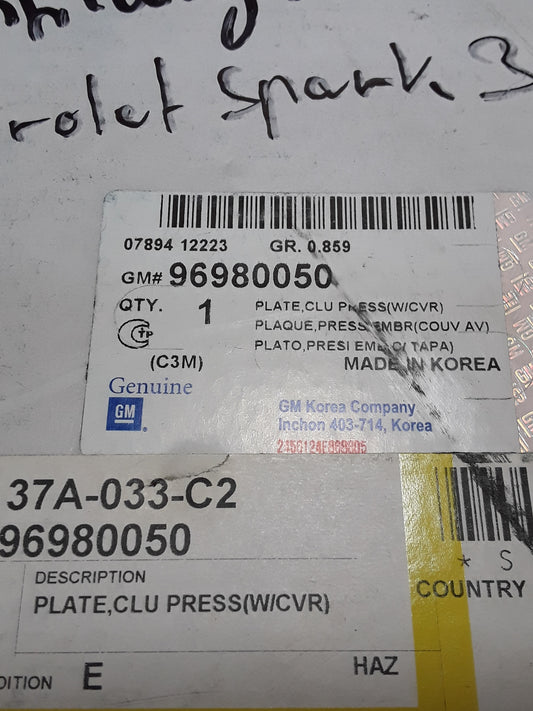 rolet Spark 3
07894 12223 GR. 0.859
GM# 96980050
QTY. 1 PLATE,CLU PRESS(W/CVR)
PLAQUE,PRESS EMBR(COUV AV)
PLATO,PRESI EMB( TAPA)
(C3M) MADE IN KOREA
Genuine
GM
GM Korea Company
Inchon 403-714, Korea
37A-033-C2
96980050
* S
DESCRIPTION
COUNTRY
PLATE,CLU PRESS(W/CVR)
HAZ
DITION E